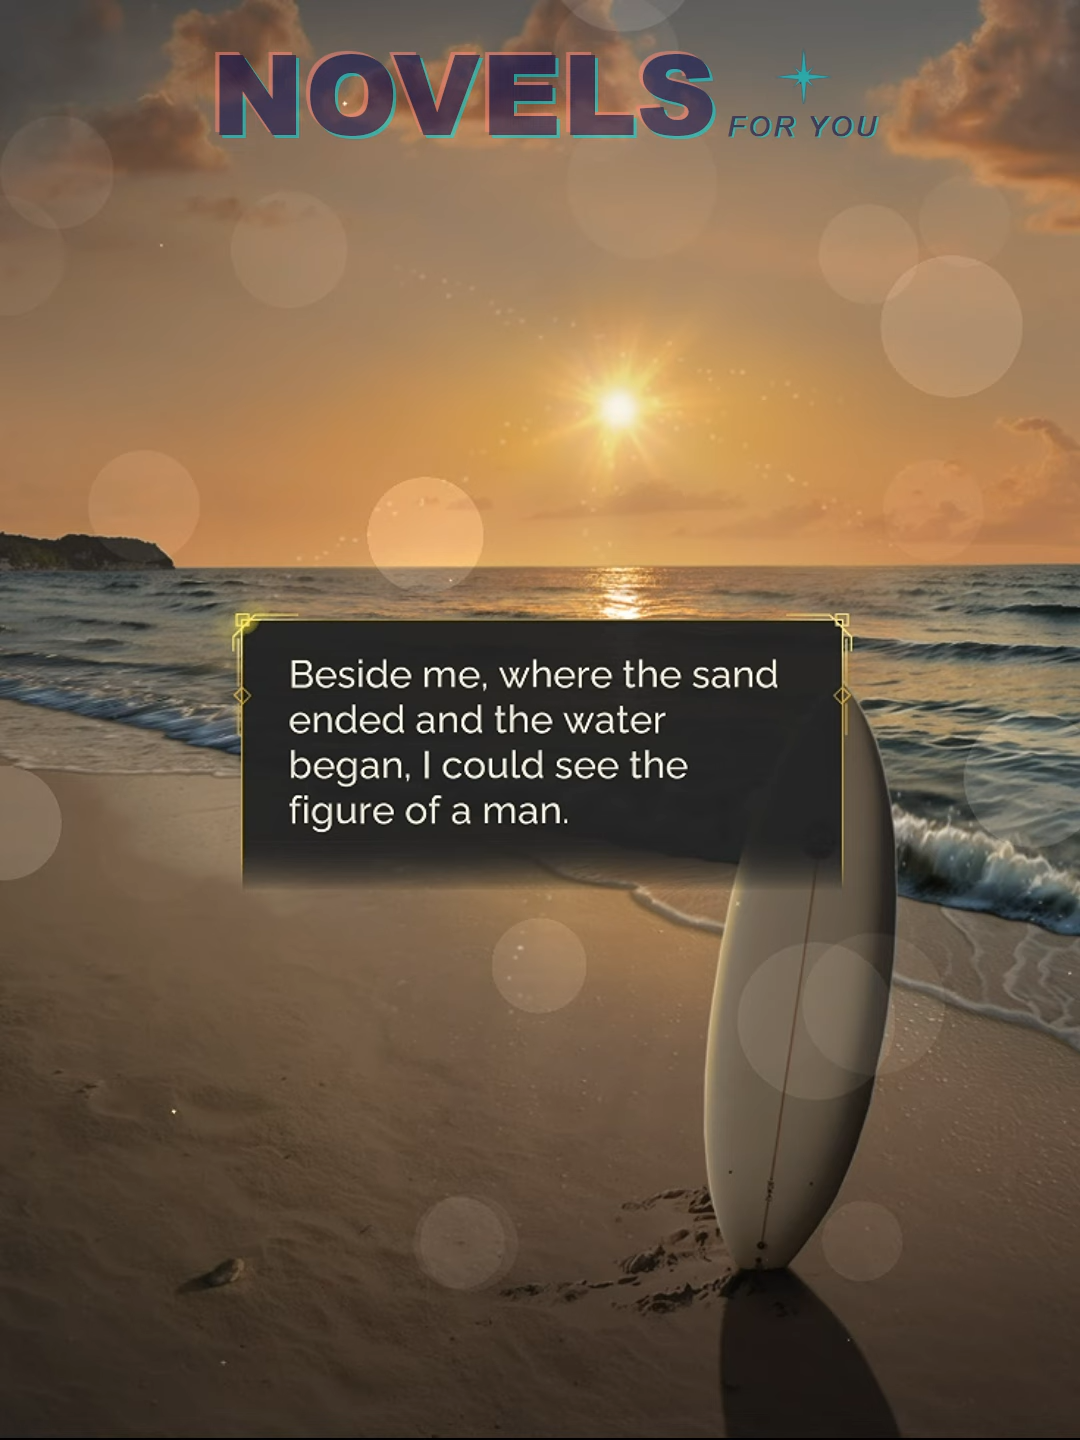 NOVELS
FOR YOU
Beside me, where the sand
ended and the water
began, I could see the
figure of a man.